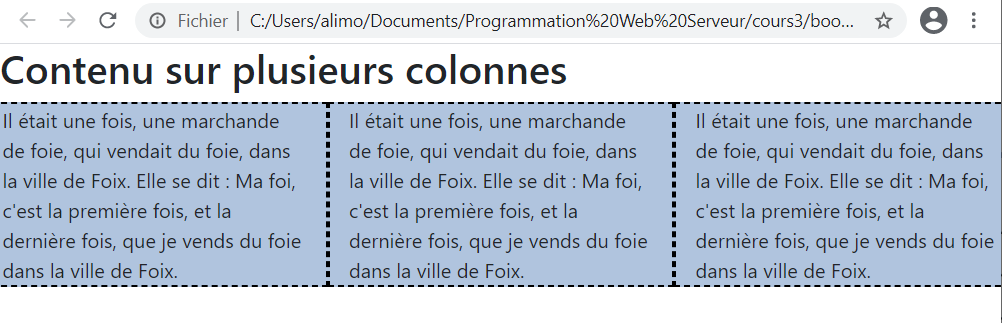 Fichier | C:/Users/alimo/Documents/Programmation%20Web%20Serveur/cours3/boo...
Contenu sur plusieurs colonnes
Il était une fois, une marchande
de foie, qui vendait du foie, dans
la ville de Foix. Elle se dit : Ma foi,
c'est la première fois, et la
dernière fois, que je vends du foie
dans la ville de Foix.
Il était une fois, une marchande
de foie, qui vendait du foie, dans
la ville de Foix. Elle se dit : Ma foi,
c'est la première fois, et la
dernière fois, que je vends du foie
dans la ville de Foix.
Il était une fois, une marchande
de foie, qui vendait du foie, dans
la ville de Foix. Elle se dit : Ma foi,
c'est la première fois, et la
dernière fois, que je vends du foie
dans la ville de Foix.